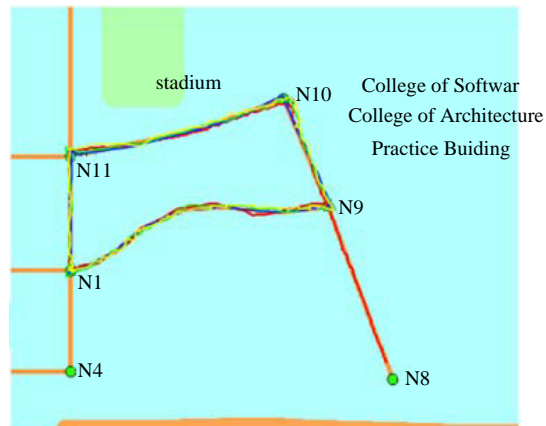 stadium
N10
College of Softwar
College of Architecture
Practice Buiding
N11
N9
N1
N4
N8